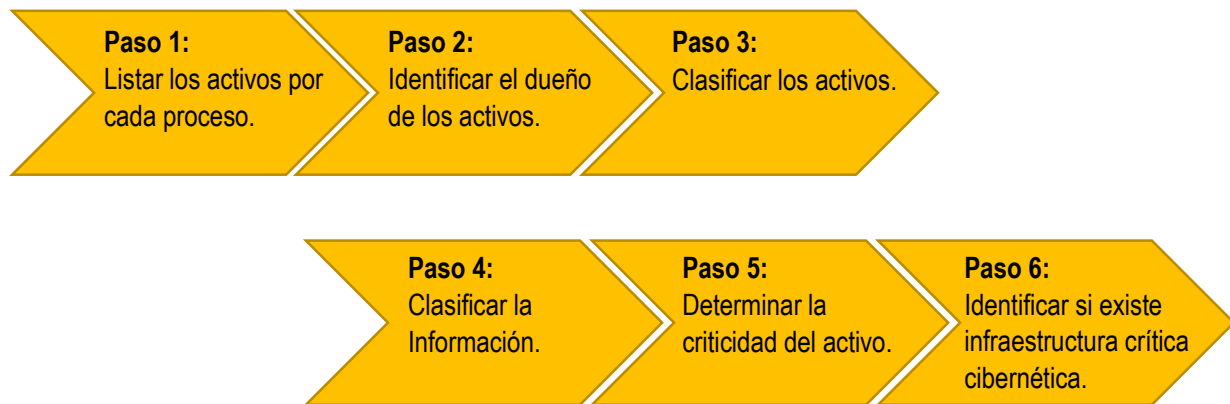 Paso 1:
Listar los activos por
cada proceso.
Paso 2:
Identificar el dueño
de los activos.
Paso 3:
Clasificar los activos.
Paso 4:
Clasificar la
Información.
Paso 5:
Determinar la
criticidad del activo.
Paso 6:
Identificar si existe
infraestructura crítica
cibernética.